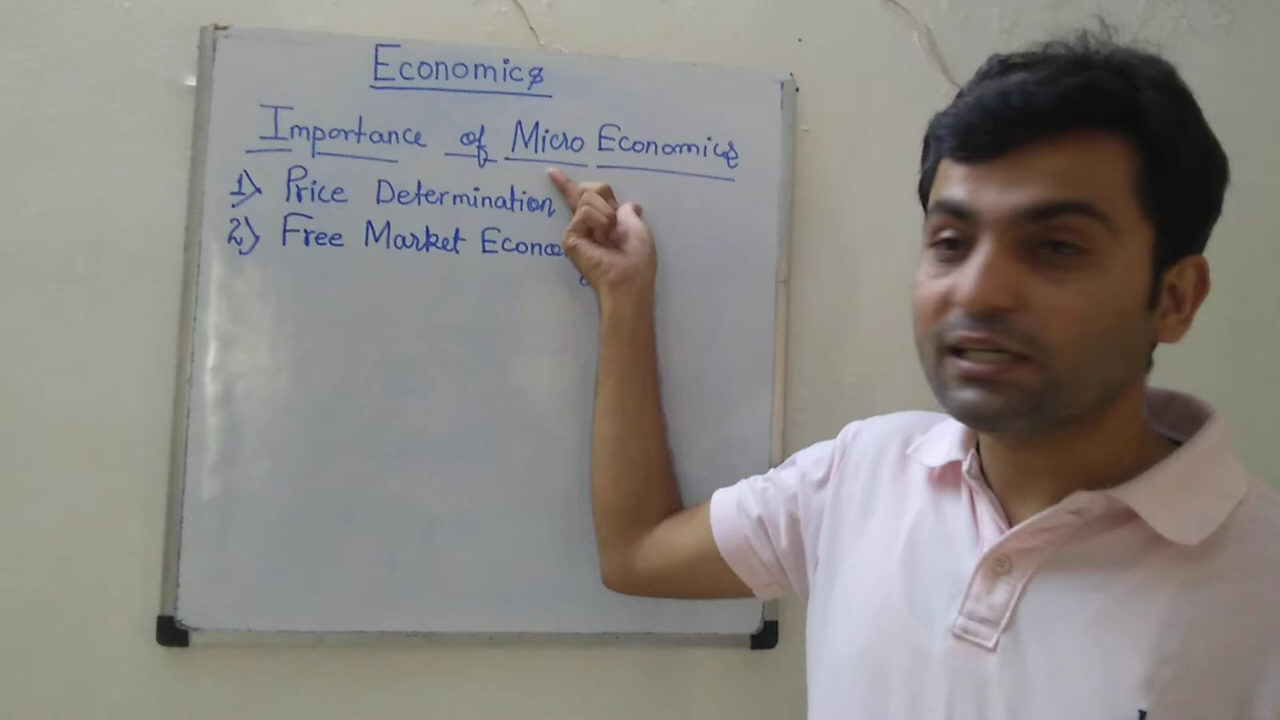 Economics
Importance of Micro Economics
1) Price Determination
2) Free Market